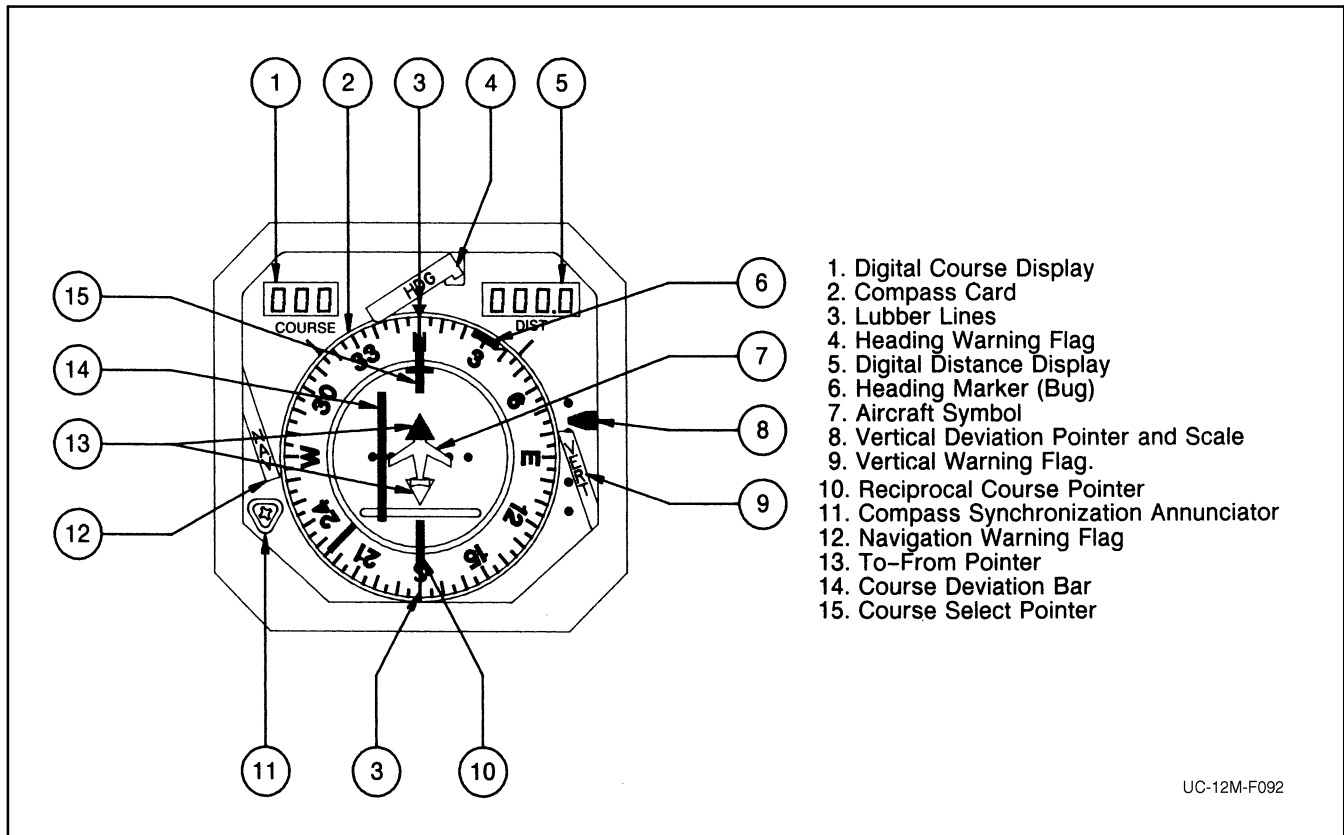 1 2 3 4 5
HDG
000 000.0
COURSE DIST
N 3 6 E 12 15 S 21 24 W 30 33
NAV
VERT
15
14
13
12
6
7
8
9
11 3 10
1. Digital Course Display
2. Compass Card
3. Lubber Lines
4. Heading Warning Flag
5. Digital Distance Display
6. Heading Marker (Bug)
7. Aircraft Symbol
8. Vertical Deviation Pointer and Scale
9. Vertical Warning Flag.
10. Reciprocal Course Pointer
11. Compass Synchronization Annunciator
12. Navigation Warning Flag
13. To-From Pointer
14. Course Deviation Bar
15. Course Select Pointer
UC-12M-F092